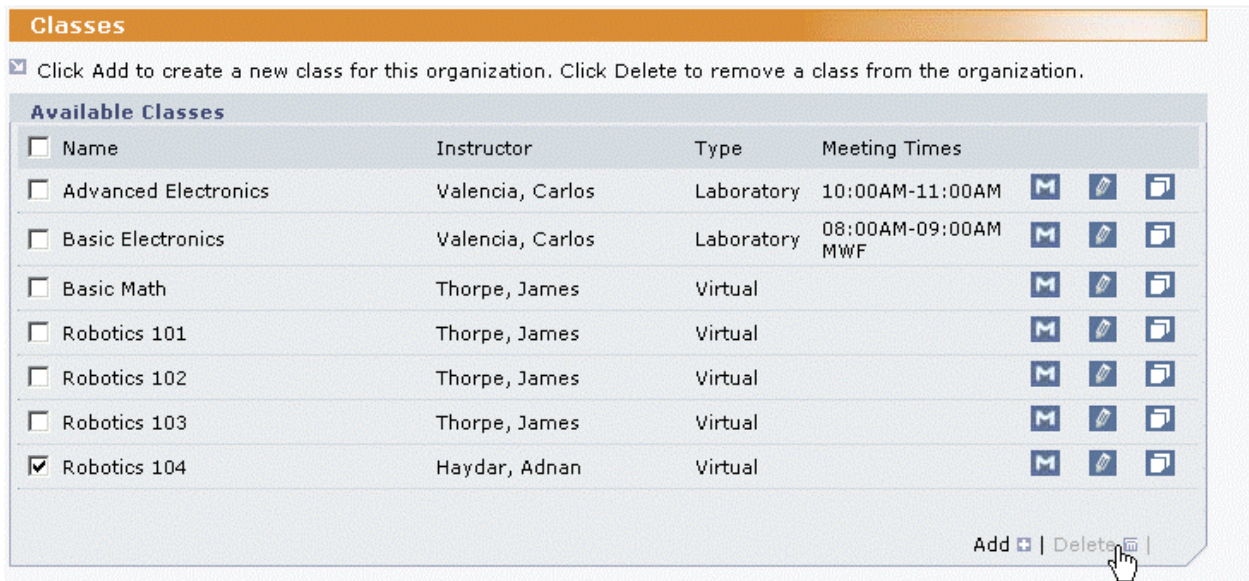 Classes
Click Add to create a new class for this organization. Click Delete to remove a class from the organization.
Available Classes
Name Instructor Type Meeting Times
Advanced Electronics Valencia, Carlos Laboratory 10:00AM-11:00AM M
Basic Electronics Valencia, Carlos Laboratory 08:00AM-09:00AM MWF M
Basic Math Thorpe, James Virtual M
Robotics 101 Thorpe, James Virtual M
Robotics 102 Thorpe, James Virtual M
Robotics 103 Thorpe, James Virtual M
Robotics 104 Haydar, Adnan Virtual M
Add | Delete |